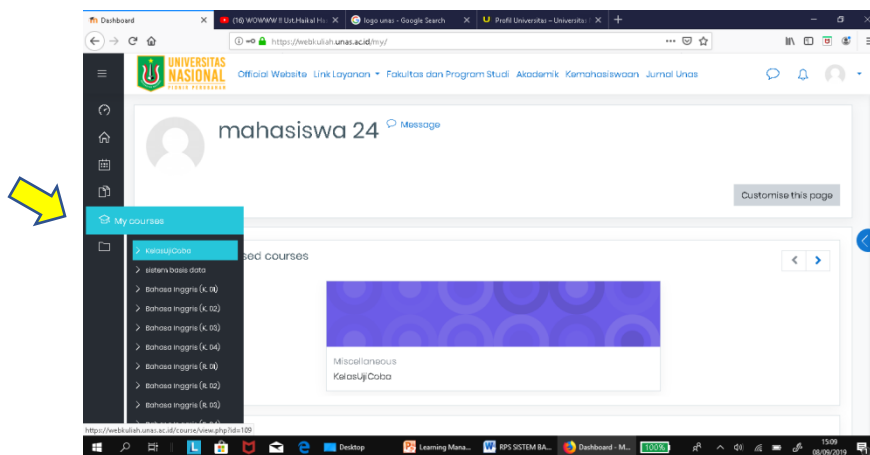 Dashboard
(16) WOWWW !! Ust.Haikal Ha
logo unas - Google Search
Profil Universitas – Universitas
https://webkuliah.unas.ac.id/my/
UNIVERSITAS
NASIONAL
PIONIR PERUBAHAN
Official Website Link Layanan Fakultas dan Program Studi Akademik Kemahasiswaan Jurnal Unas
mahasiswa 24
Message
Customise this page
My courses
KelasUjiCoba
sed courses
sistem basis data
Bahasa Inggris (K. 01)
Bahasa Inggris (K. 02)
Bahasa Inggris (K. 03)
Bahasa Inggris (K. 04)
Bahasa Inggris (R. 01)
Bahasa Inggris (R. 02)
Bahasa Inggris (R. 03)
Miscellaneous
KelasUjiCoba
https://webkuliah.unas.ac.id/course/view.php?id=109
Desktop
Learning Mana...
RPS SISTEM BA...
Dashboard - M...
100%
15:09
08/09/2019